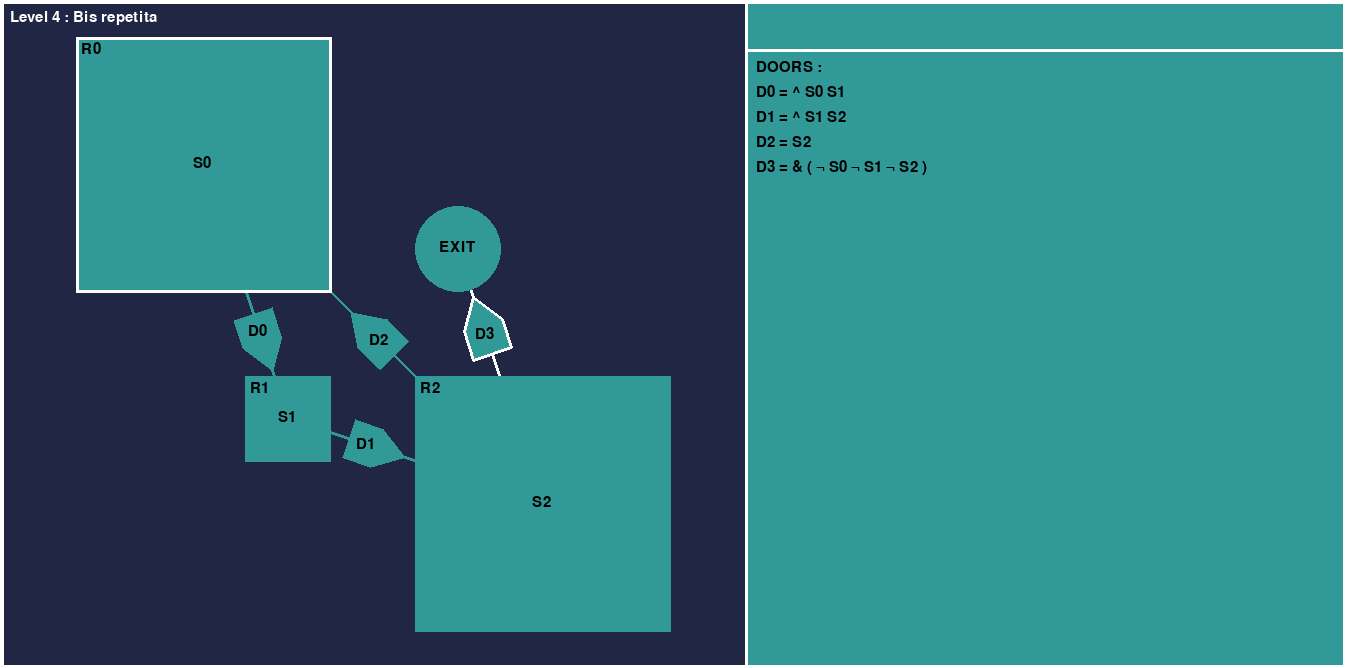 Level 4 : Bis repetita
R0
S0
EXIT
D0
D2
D3
R1
S1
R2
D1
S2
DOORS :
D0 = ^ S0 S1
D1 = ^ S1 S2
D2 = S2
D3 = & ( ¬ S0 ¬ S1 ¬ S2 )